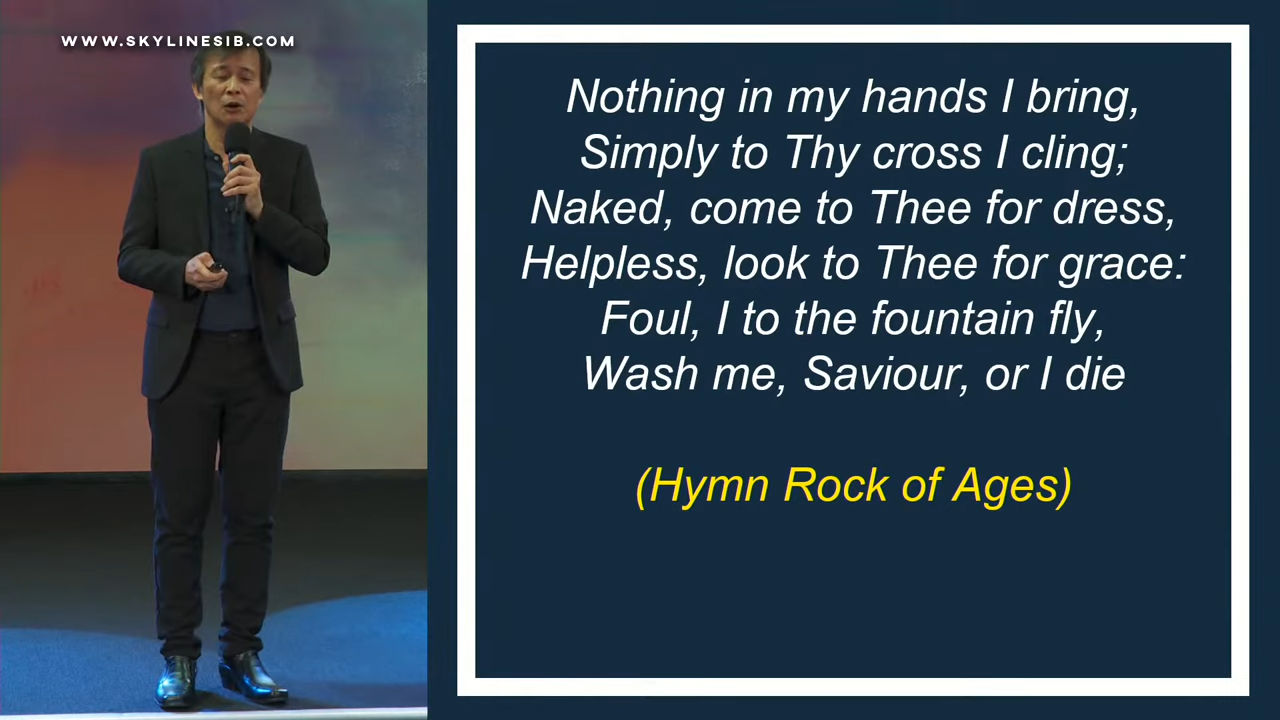 WWW.SKYLINESIB.COM
Nothing in my hands I bring,
Simply to Thy cross I cling;
Naked, come to Thee for dress,
Helpless, look to Thee for grace:
Foul, I to the fountain fly,
Wash me, Saviour, or I die
(Hymn Rock of Ages)